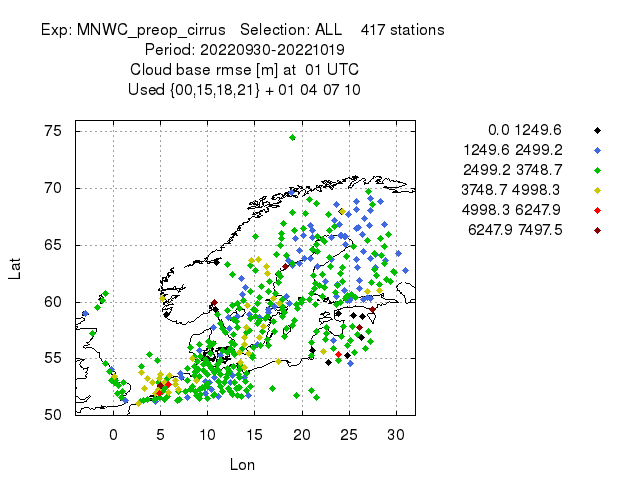 Exp: MNWC_preop_cirrus   Selection: ALL    417 stations
Period: 20220930-20221019
Cloud base rmse [m] at  01 UTC
Used {00,15,18,21} + 01 04 07 10
0.0 1249.6
1249.6 2499.2
2499.2 3748.7
3748.7 4998.3
4998.3 6247.9
6247.9 7497.5
75
70
65
60
55
50
Lat
0 5 10 15 20 25 30
Lon